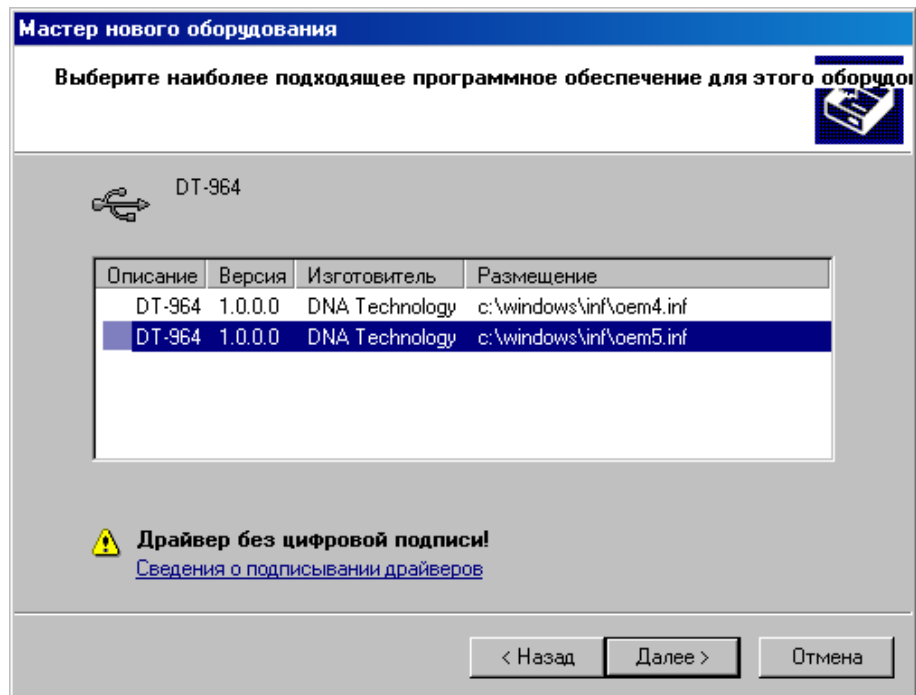 Мастер нового оборудования
Выберите наиболее подходящее программное обеспечение для этого оборудо
DT-964
Описание Версия Изготовитель Размещение
DT-964 1.0.0.0 DNA Technology c:\windows\inf\oem4.inf
DT-964 1.0.0.0 DNA Technology c:\windows\inf\oem5.inf
Драйвер без цифровой подписи!
Сведения о подписывании драйверов
< Назад Далее > Отмена